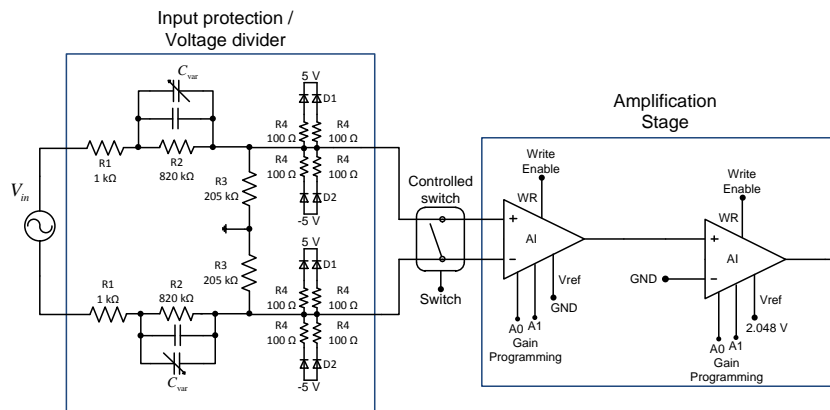 Input protection /
Voltage divider
Cvar
5 V
D1
R4
100 Ω
R4
100 Ω
R1
1 kΩ
R2
820 kΩ
R4
100 Ω
R4
100 Ω
D2
-5 V
R3
205 kΩ
Vin
R3
205 kΩ
5 V
D1
R1
1 kΩ
R2
820 kΩ
R4
100 Ω
R4
100 Ω
R4
100 Ω
R4
100 Ω
D2
-5 V
Cvar
Controlled
switch
Switch
Amplification
Stage
Write
Enable
WR
+
AI
−
Vref
GND
A0
A1
Gain
Programming
Write
Enable
WR
+
AI
−
GND
Vref
2.048 V
A0
A1
Gain
Programming